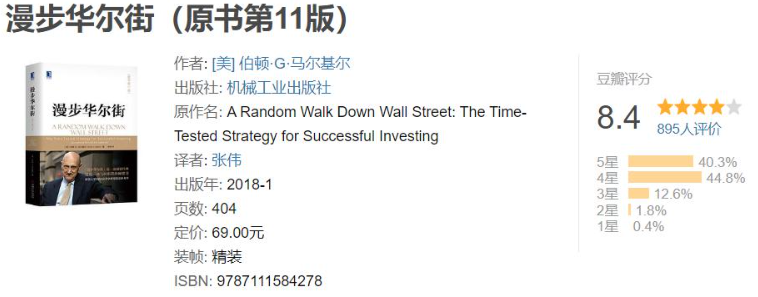 漫步华尔街（原书第11版）
漫步华尔街
A RANDOM WALK DOWN
WALL STREET
作者: [美] 伯顿·G·马尔基尔
出版社: 机械工业出版社
原作名: A Random Walk Down Wall Street: The Time-
Tested Strategy for Successful Investing
译者: 张伟
出版年: 2018-1
页数: 404
定价: 69.00元
装帧: 精装
ISBN: 9787111584278
豆瓣评分
8.4
895人评价
5星 40.3%
4星 44.8%
3星 12.6%
2星 1.8%
1星 0.4%